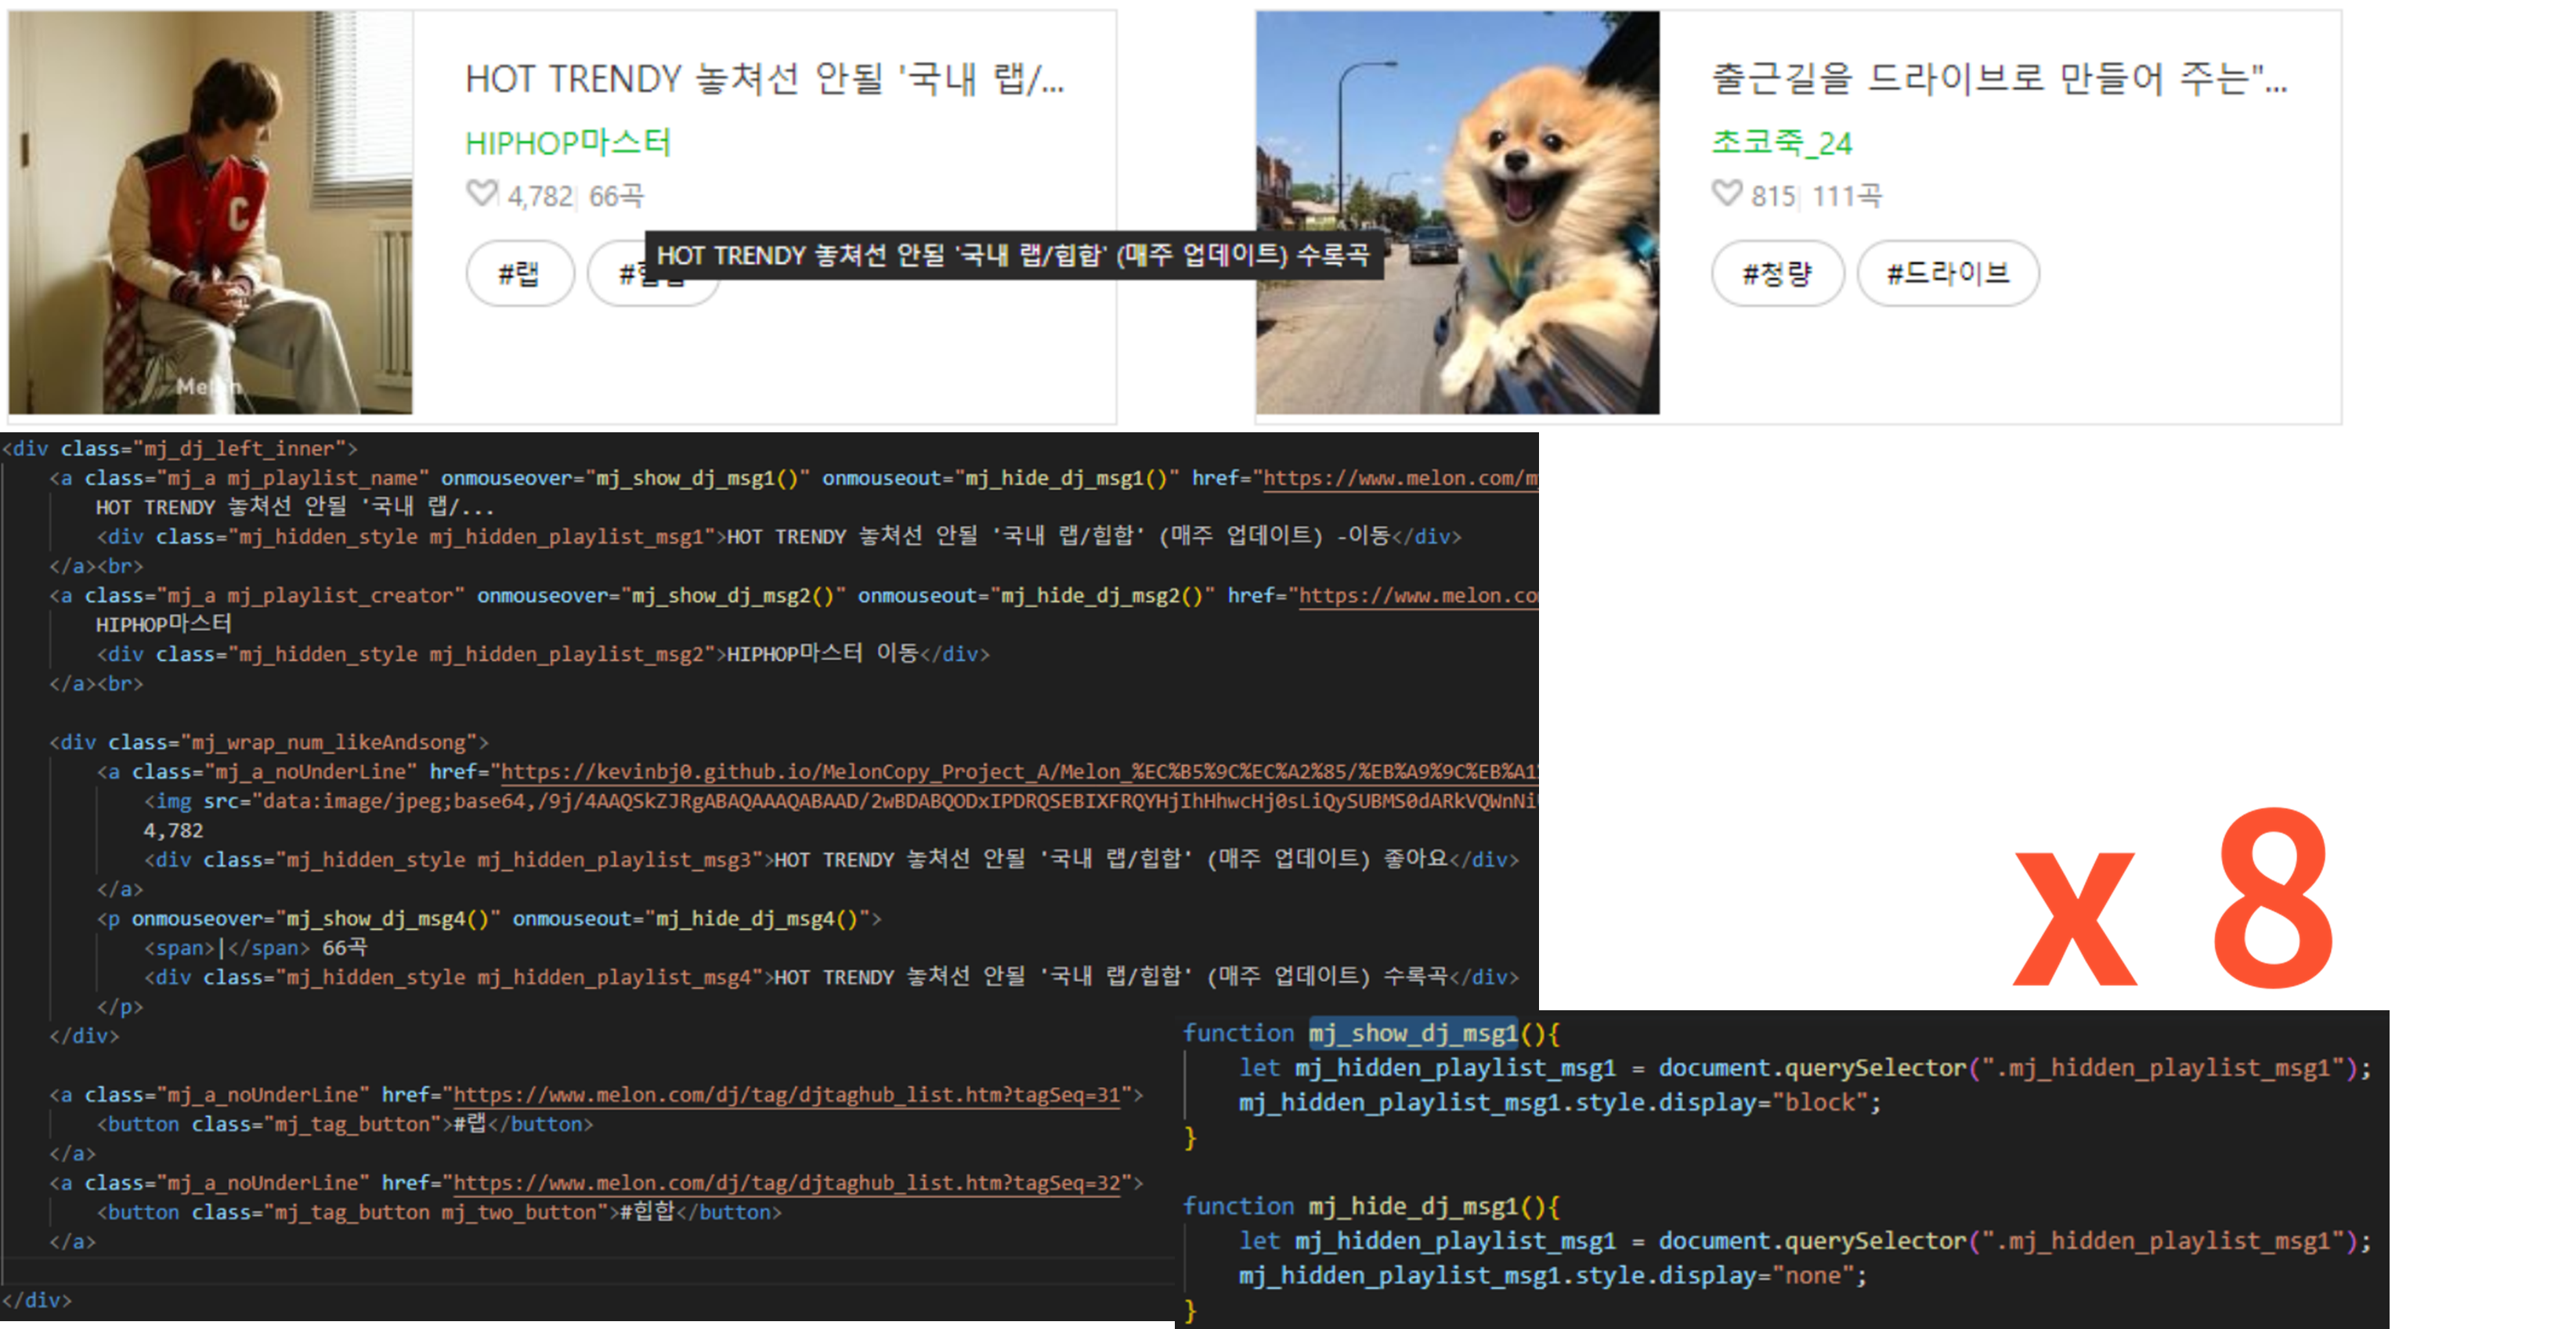 HOT TRENDY 놓쳐선 안될 '국내 랩/...
HIPHOP마스터
4,782| 66곡
#랩
HOT TRENDY 놓쳐선 안될 '국내 랩/힙합' (매주 업데이트) 수록곡
C
출근길을 드라이브로 만들어 주는"...
초코죽_24
815| 111곡
#청량 #드라이브
<div class="mj_dj_left_inner">
<a class="mj_a mj_playlist_name" onmouseover="mj_show_dj_msg1()" onmouseout="mj_hide_dj_msg1()" href="https://www.melon.com/m
HOT TRENDY 놓쳐선 안될 '국내 랩/...
<div class="mj_hidden_style mj_hidden_playlist_msg1">HOT TRENDY 놓쳐선 안될 '국내 랩/힙합' (매주 업데이트) -이동</div>
</a><br>
<a class="mj_a mj_playlist_creator" onmouseover="mj_show_dj_msg2()" onmouseout="mj_hide_dj_msg2()" href="https://www.melon.co
HIPHOP마스터
<div class="mj_hidden_style mj_hidden_playlist_msg2">HIPHOP마스터 이동</div>
</a><br>
<div class="mj_wrap_num_likeAndsong">
<a class="mj_a_noUnderLine" href="https://kevinbj0.github.io/MelonCopy_Project_A/Melon_%EC%B5%9C%EC%A2%85/%EB%A9%9C%EB%A1
<img src="data:image/jpeg;base64,/9j/4AAQSkZJRgABAQAAAQABAAD/2wBDABQODxIPDRQSEBIXFRQYHjIhHhwcHj0sLiQySUBMS0dARkVQWnNi
4,782
<div class="mj_hidden_style mj_hidden_playlist_msg3">HOT TRENDY 놓쳐선 안될 '국내 랩/힙합' (매주 업데이트) 좋아요</div>
</a>
<p onmouseover="mj_show_dj_msg4()" onmouseout="mj_hide_dj_msg4()">
<span>|</span> 66곡
<div class="mj_hidden_style mj_hidden_playlist_msg4">HOT TRENDY 놓쳐선 안될 '국내 랩/힙합' (매주 업데이트) 수록곡</div>
</p>
</div>
<a class="mj_a_noUnderLine" href="https://www.melon.com/dj/tag/djtaghub_list.htm?tagSeq=31">
<button class="mj_tag_button">#랩</button>
</a>
<a class="mj_a_noUnderLine" href="https://www.melon.com/dj/tag/djtaghub_list.htm?tagSeq=32">
<button class="mj_tag_button mj_two_button">#힙합</button>
</a>
</div>
x 8
function mj_show_dj_msg1(){
let mj_hidden_playlist_msg1 = document.querySelector(".mj_hidden_playlist_msg1");
mj_hidden_playlist_msg1.style.display="block";
}
function mj_hide_dj_msg1(){
let mj_hidden_playlist_msg1 = document.querySelector(".mj_hidden_playlist_msg1");
mj_hidden_playlist_msg1.style.display="none";
}